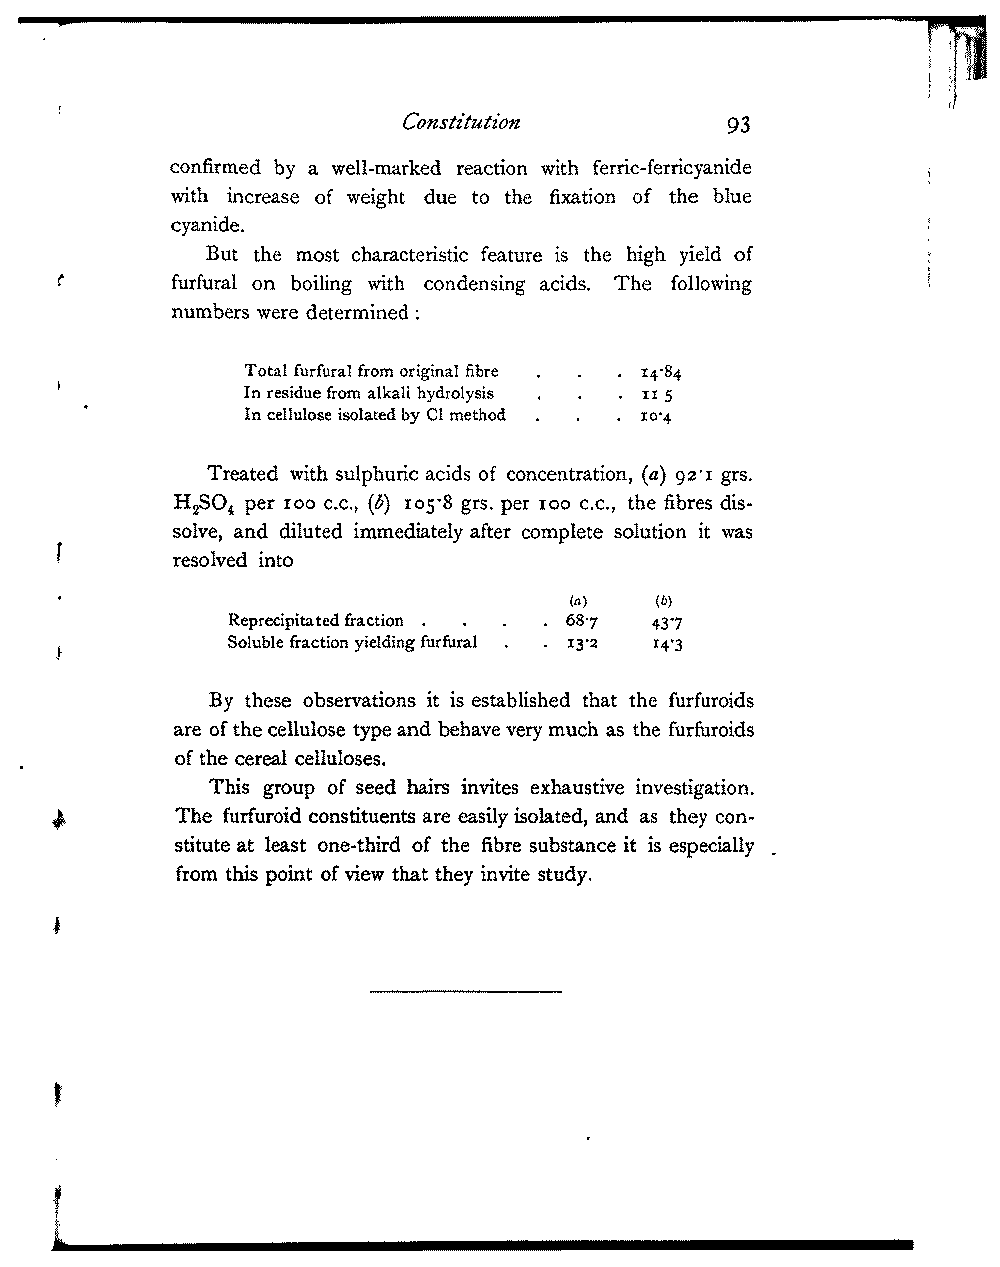 Constitution 93
confirmed by a well-marked reaction with ferric-ferricyanide
with increase of weight due to the fixation of the blue
cyanide.
But the most characteristic feature is the high yield of
furfural on boiling with condensing acids. The following
numbers were determined :
Total furfural from original fibre . . . 14·84
In residue from alkali hydrolysis . . . 11 5
In cellulose isolated by Cl method . . . 10·4
Treated with sulphuric acids of concentration, (a) 92·1 grs.
H₂SO₄ per 100 c.c., (b) 105·8 grs. per 100 c.c., the fibres dis-
solve, and diluted immediately after complete solution it was
resolved into
(a) (b)
Reprecipitated fraction . . . . 68·7 43·7
Soluble fraction yielding furfural . . 13·2 14·3
By these observations it is established that the furfuroids
are of the cellulose type and behave very much as the furfuroids
of the cereal celluloses.
This group of seed hairs invites exhaustive investigation.
The furfuroid constituents are easily isolated, and as they con-
stitute at least one-third of the fibre substance it is especially
from this point of view that they invite study.